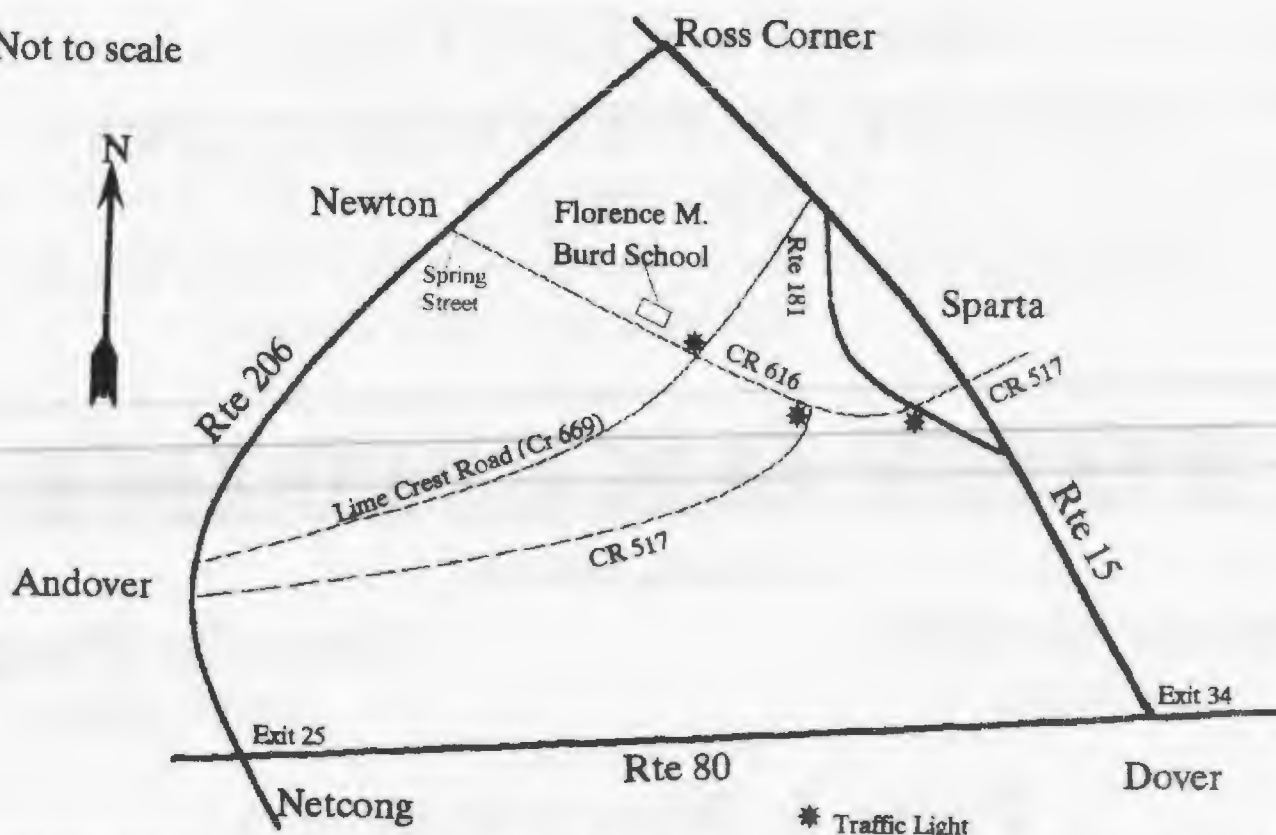 Not to scale
Ross Corner
N
Newton
Florence M.
Burd School
Spring
Street
Rte 181
Sparta
Rte 206
CR 616
CR 517
Lime Crest Road (Cr 669)
CR 517
Rte 15
Andover
Exit 34
Exit 25
Rte 80
Dover
Netcong
Traffic Light